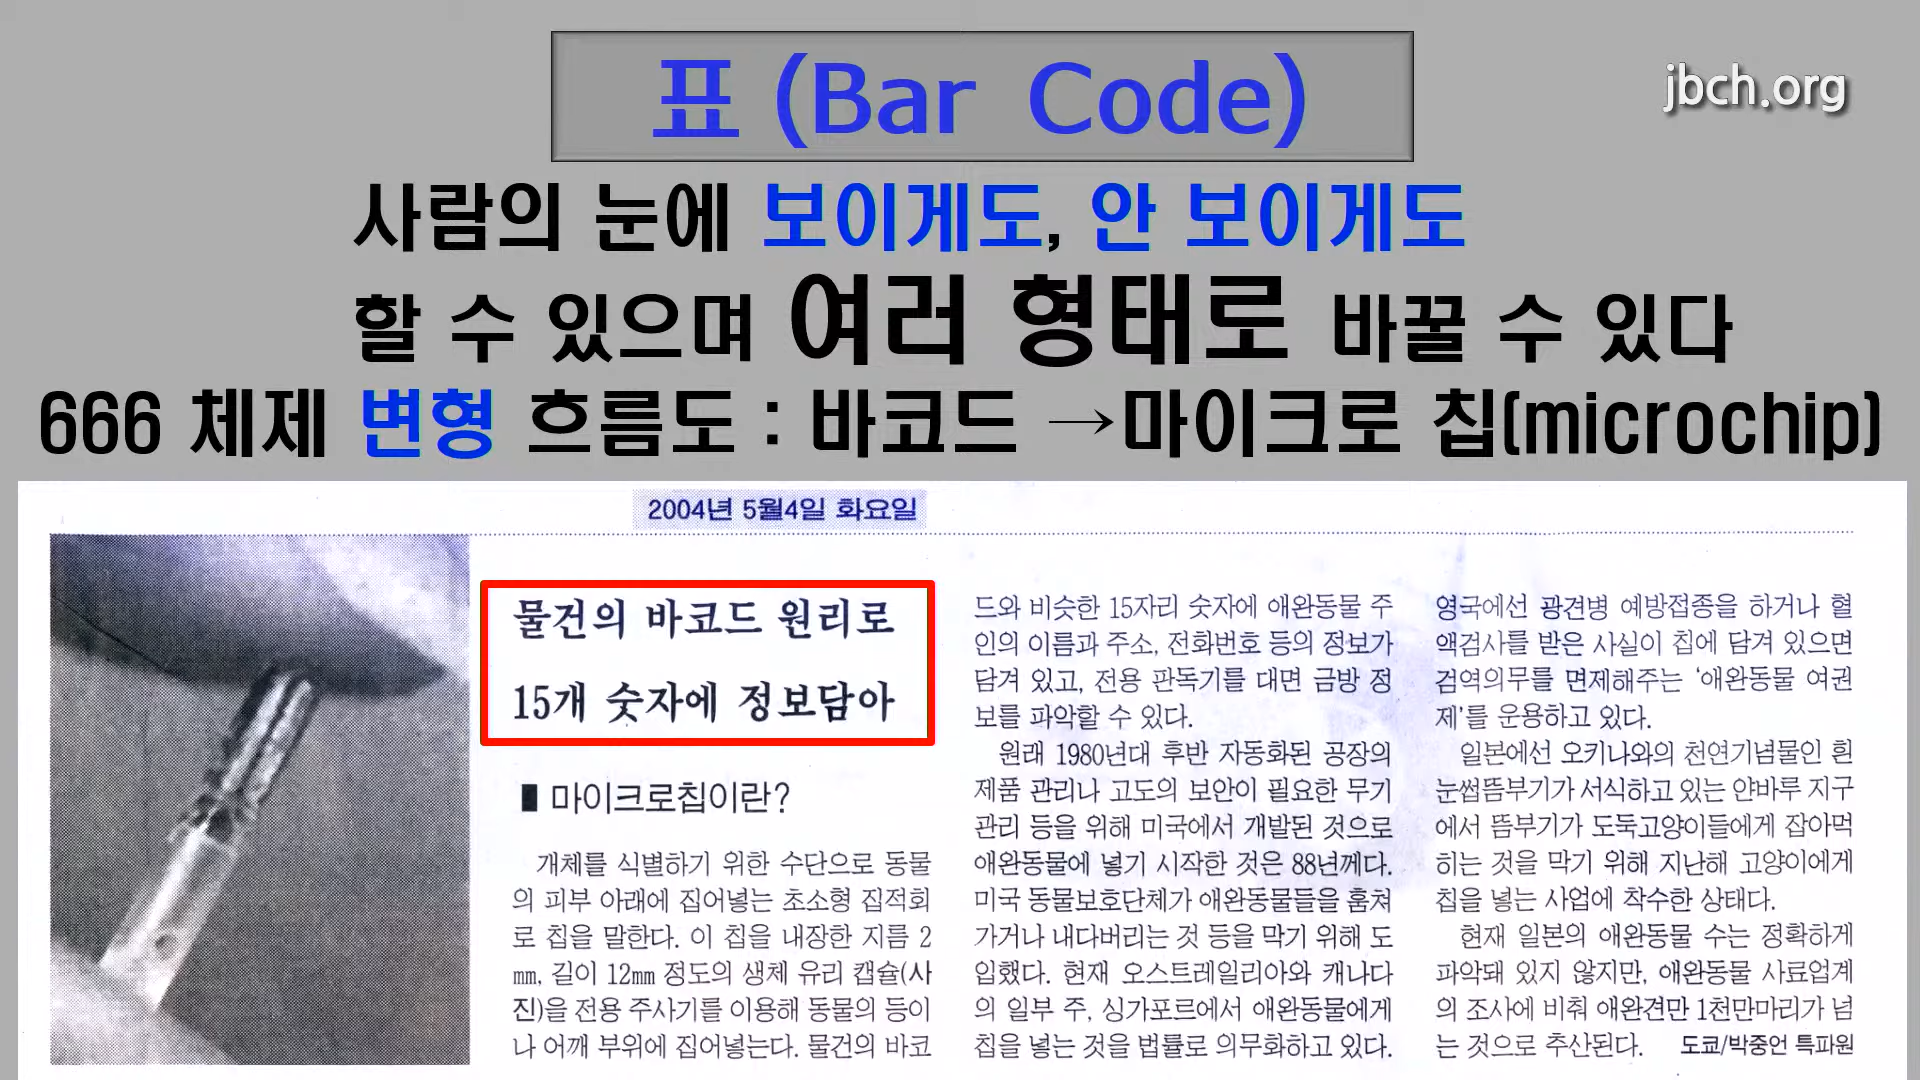 표 (Bar Code)
jbch.org
사람의 눈에 보이게도, 안 보이게도
할 수 있으며 여러 형태로 바꿀 수 있다
666 체제 변형 흐름도 : 바코드 →마이크로 칩(microchip)
2004년 5월4일 화요일
물건의 바코드 원리로
15개 숫자에 정보담아
■ 마이크로칩이란?
개체를 식별하기 위한 수단으로 동물
의 피부 아래에 집어넣는 초소형 집적회
로 칩을 말한다. 이 칩을 내장한 지름 2
㎜, 길이 12㎜ 정도의 생체 유리 캡슐(사
진)을 전용 주사기를 이용해 동물의 등이
나 어깨 부위에 집어넣는다. 물건의 바코
드와 비슷한 15자리 숫자에 애완동물 주
인의 이름과 주소, 전화번호 등의 정보가
담겨 있고, 전용 판독기를 대면 금방 정
보를 파악할 수 있다.
원래 1980년대 후반 자동화된 공장의
제품 관리나 고도의 보안이 필요한 무기
관리 등을 위해 미국에서 개발된 것으로
애완동물에 넣기 시작한 것은 88년께다.
미국 동물보호단체가 애완동물들을 훔쳐
가거나 내다버리는 것 등을 막기 위해 도
입했다. 현재 오스트레일리아와 캐나다
의 일부 주, 싱가포르에서 애완동물에게
칩을 넣는 것을 법률로 의무화하고 있다.
영국에선 광견병 예방접종을 하거나 혈
액검사를 받은 사실이 칩에 담겨 있으면
검역의무를 면제해주는 ‘애완동물 여권
제’를 운용하고 있다.
일본에선 오키나와의 천연기념물인 흰
눈썹뜸부기가 서식하고 있는 얀바루 지구
에서 뜸부기가 도둑고양이들에게 잡아먹
히는 것을 막기 위해 지난해 고양이에게
칩을 넣는 사업에 착수한 상태다.
현재 일본의 애완동물 수는 정확하게
파악돼 있지 않지만, 애완동물 사료업계
의 조사에 비춰 애완견만 1천만마리가 넘
는 것으로 추산된다. 도쿄/박중언 특파원